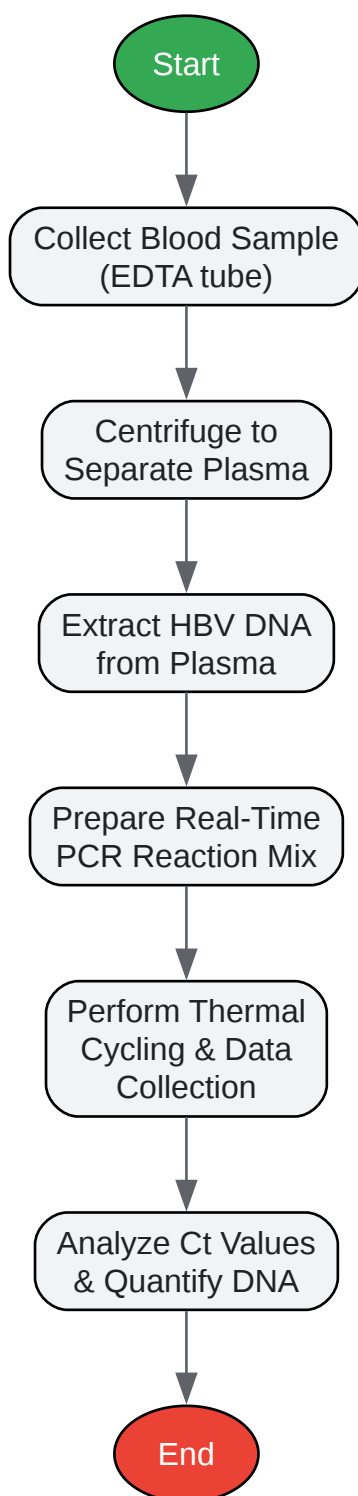 Start
Collect Blood Sample
(EDTA tube)
Centrifuge to
Separate Plasma
Extract HBV DNA
from Plasma
Prepare Real-Time
PCR Reaction Mix
Perform Thermal
Cycling & Data
Collection
Analyze Ct Values
& Quantify DNA
End